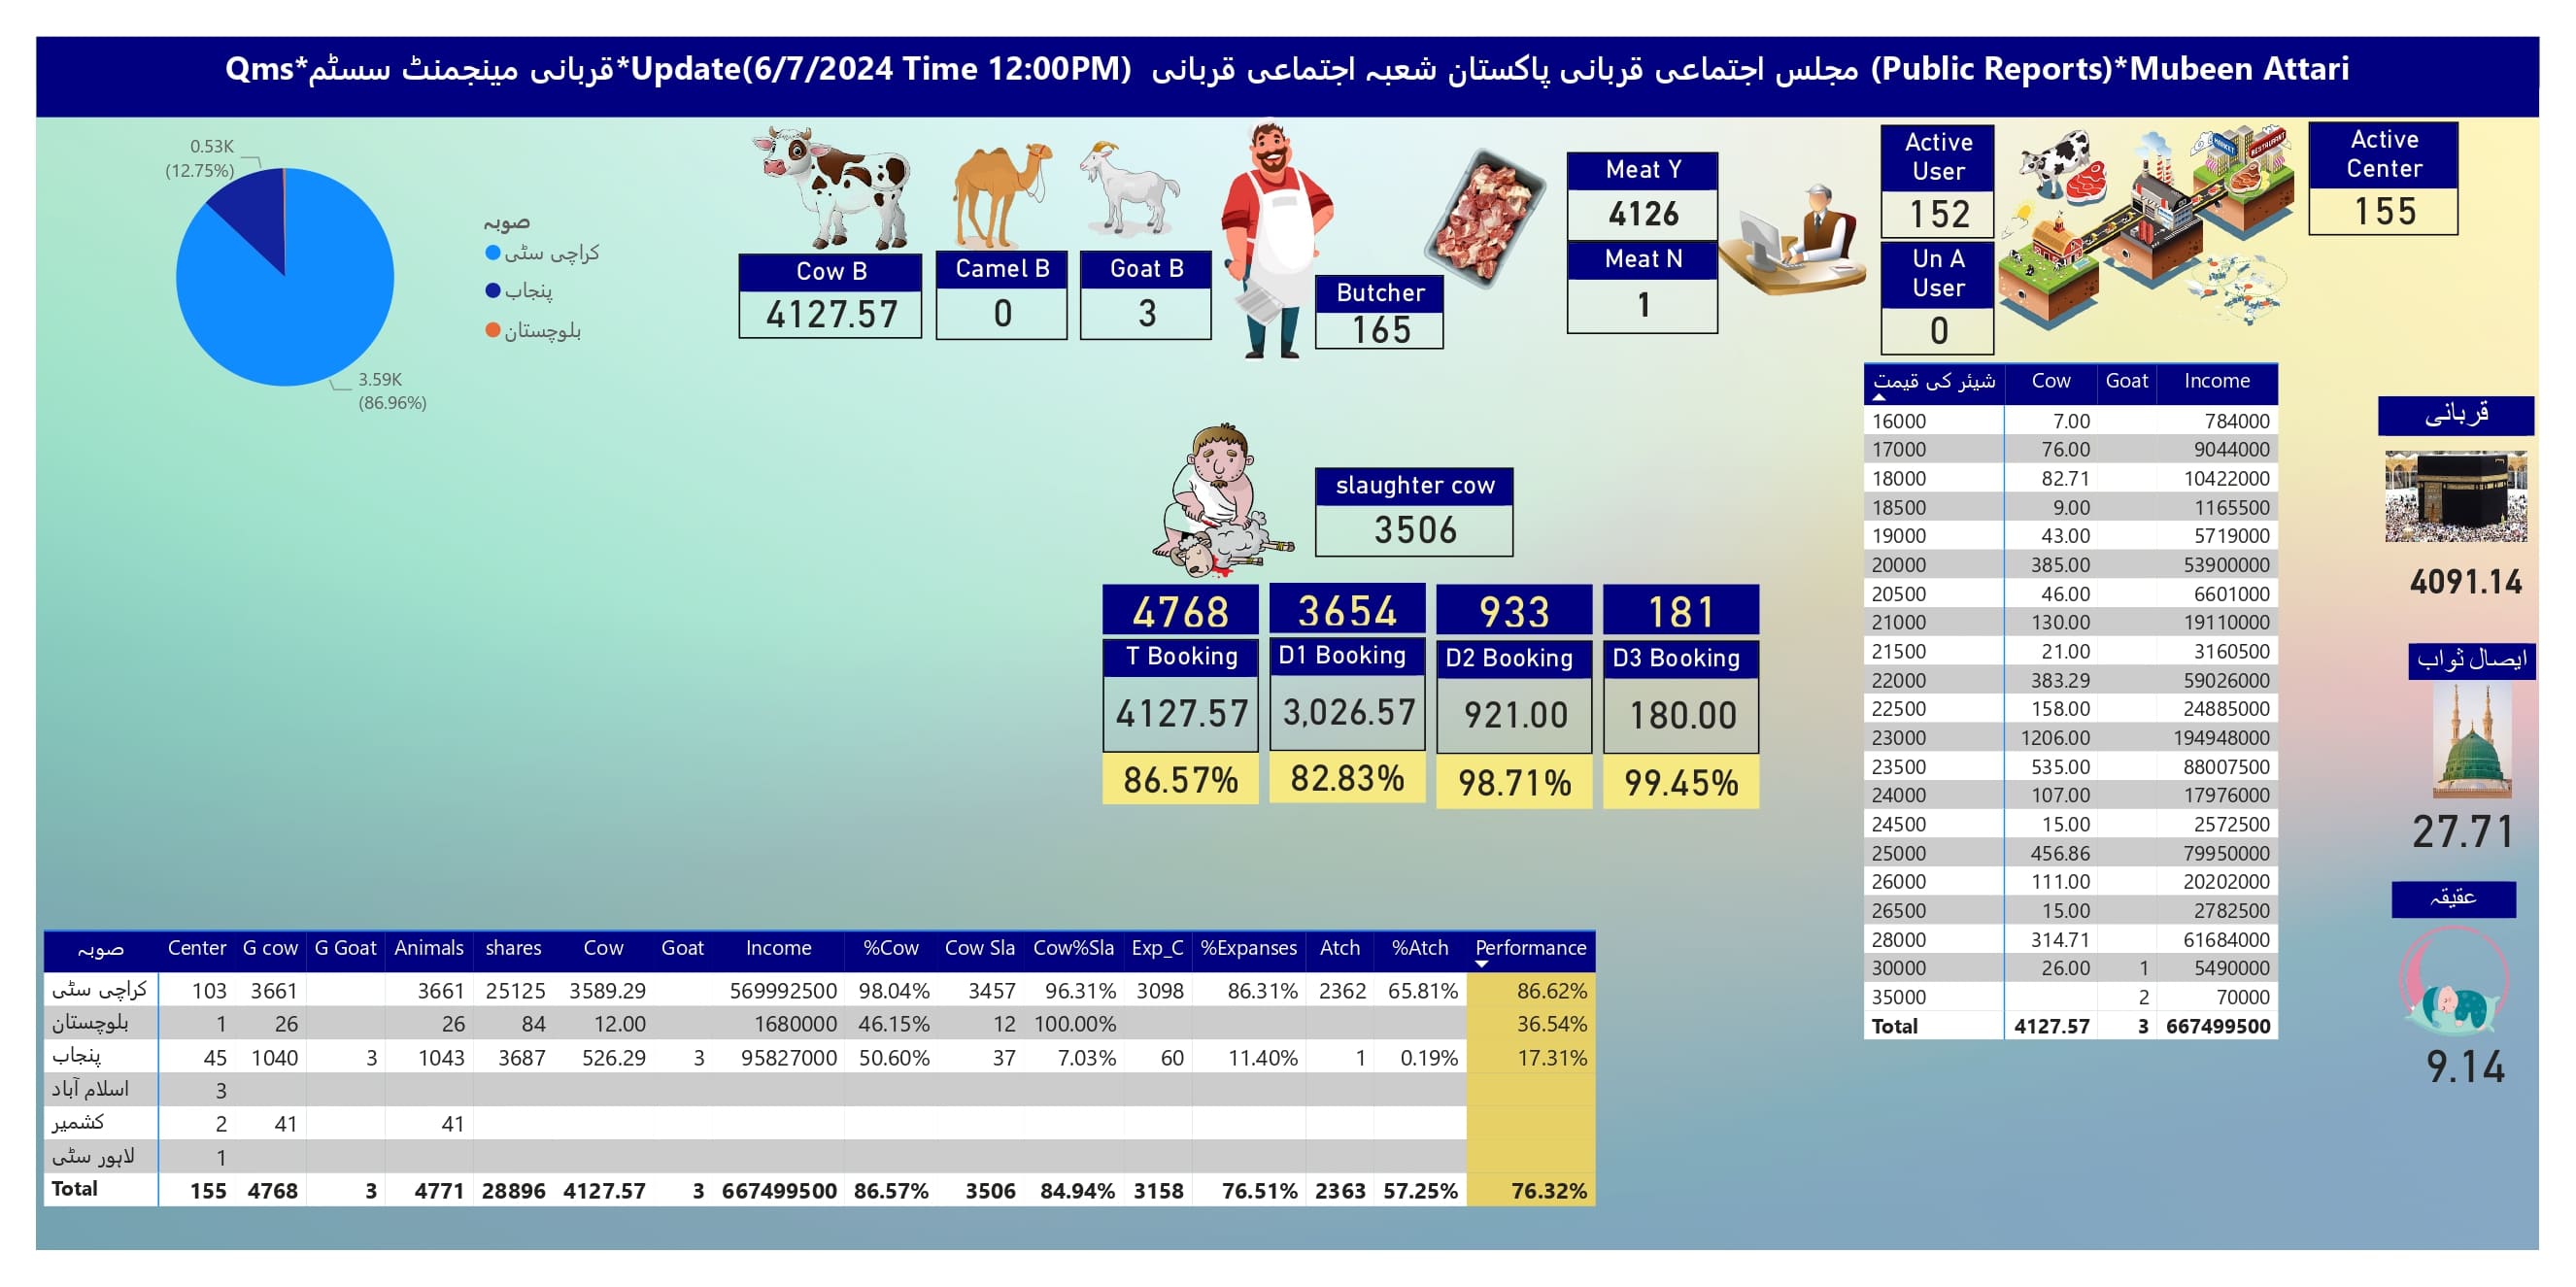 Qms*قربانی مینجمنٹ سسٹم*Update(6/7/2024 Time 12:00PM) مجلس اجتماعی قربانی پاکستان شعبہ اجتماعی قربانی (Public Reports)*Mubeen Attari
0.53K
(12.75%)
3.59K
(86.96%)
صوبہ
کراچی سٹی
پنجاب
بلوچستان
Cow B
4127.57
Camel B
0
Goat B
3
Butcher
165
Meat Y
4126
Meat N
1
Active User
152
Un A User
0
MARKET
RESTAURANT
Active Center
155
slaughter cow
3506
4768 3654 933 181
T Booking D1 Booking D2 Booking D3 Booking
4127.57 3,026.57 921.00 180.00
86.57% 82.83% 98.71% 99.45%
شیئر کی قیمت Cow Goat Income
16000 7.00 784000
17000 76.00 9044000
18000 82.71 10422000
18500 9.00 1165500
19000 43.00 5719000
20000 385.00 53900000
20500 46.00 6601000
21000 130.00 19110000
21500 21.00 3160500
22000 383.29 59026000
22500 158.00 24885000
23000 1206.00 194948000
23500 535.00 88007500
24000 107.00 17976000
24500 15.00 2572500
25000 456.86 79950000
26000 111.00 20202000
26500 15.00 2782500
28000 314.71 61684000
30000 26.00 1 5490000
35000 2 70000
Total 4127.57 3 667499500
قربانی
4091.14
ایصال ثواب
27.71
عقیقہ
9.14
صوبہ Center G cow G Goat Animals shares Cow Goat Income %Cow Cow Sla Cow%Sla Exp_C %Expanses Atch %Atch Performance
کراچی سٹی 103 3661 3661 25125 3589.29 569992500 98.04% 3457 96.31% 3098 86.31% 2362 65.81% 86.62%
بلوچستان 1 26 26 84 12.00 1680000 46.15% 12 100.00% 36.54%
پنجاب 45 1040 3 1043 3687 526.29 3 95827000 50.60% 37 7.03% 60 11.40% 1 0.19% 17.31%
اسلام آباد 3
کشمیر 2 41 41
لاہور سٹی 1
Total 155 4768 3 4771 28896 4127.57 3 667499500 86.57% 3506 84.94% 3158 76.51% 2363 57.25% 76.32%